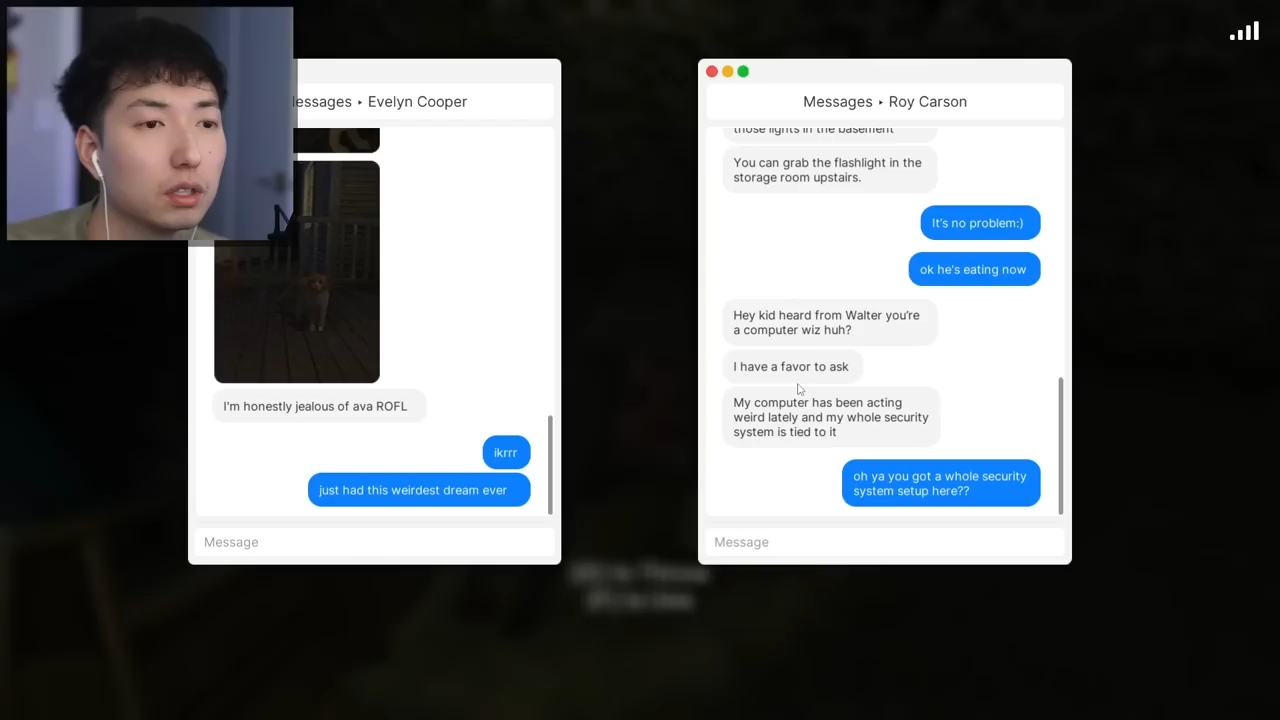 essages ▸ Evelyn Cooper
I'm honestly jealous of ava ROFL
ikrrr
just had this weirdest dream ever
Message
Messages ▸ Roy Carson
those lights in the basement
You can grab the flashlight in the
storage room upstairs.
It's no problem:)
ok he's eating now
Hey kid heard from Walter you're
a computer wiz huh?
I have a favor to ask
My computer has been acting
weird lately and my whole security
system is tied to it
oh ya you got a whole security
system setup here??
Message